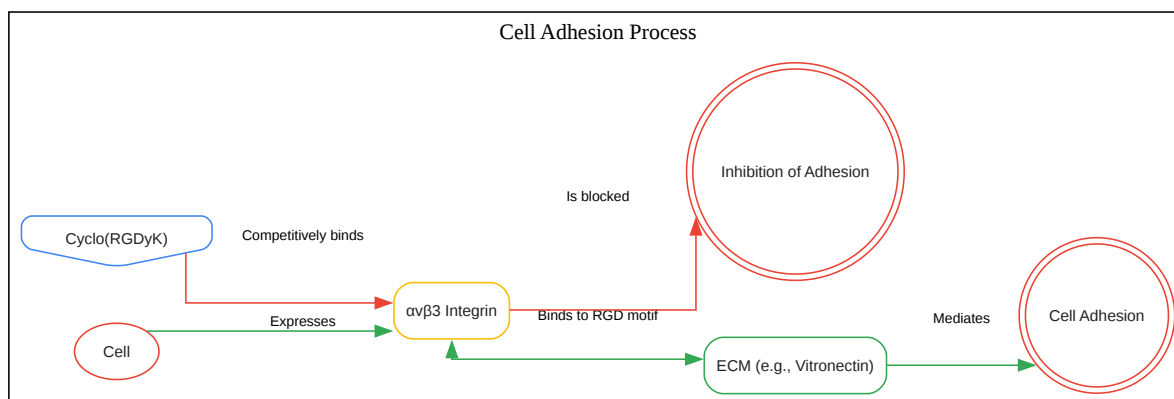 Cell Adhesion Process
Inhibition of Adhesion
Is blocked
Cyclo(RGDyK)
Competitively binds
αvβ3 Integrin
Expresses
Binds to RGD motif
Mediates
Cell Adhesion
Cell
ECM (e.g., Vitronectin)